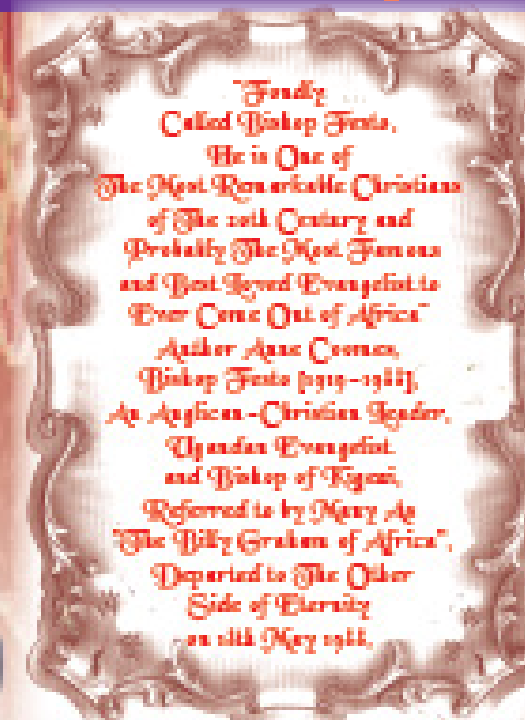 "Fondly
Called Bishop Festo,
He is One of
The Most Remarkable Christians
of The 20th Century and
Probably The Most Famous
and Best Loved Evangelist to
Ever Come Out of Africa"
Author Anne Coomes,
Bishop Festo [1919-1988],
An Anglican-Christian Leader,
Ugandan Evangelist
and Bishop of Kigezi,
Referred to by Many As
"The Billy Graham of Africa",
Departed to The Other
Side of Eternity
on May 1988,